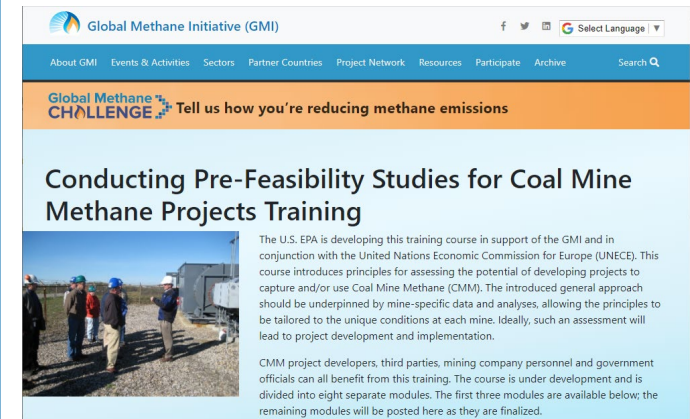 Global Methane Initiative (GMI)
Select Language ▼
About GMI Events & Activities Sectors Partner Countries Project Network Resources Participate Archive Search
Global Methane CHALLENGE Tell us how you're reducing methane emissions
Conducting Pre-Feasibility Studies for Coal Mine
Methane Projects Training
The U.S. EPA is developing this training course in support of the GMI and in
conjunction with the United Nations Economic Commission for Europe (UNECE). This
course introduces principles for assessing the potential of developing projects to
capture and/or use Coal Mine Methane (CMM). The introduced general approach
should be underpinned by mine-specific data and analyses, allowing the principles to
be tailored to the unique conditions at each mine. Ideally, such an assessment will
lead to project development and implementation.
CMM project developers, third parties, mining company personnel and government
officials can all benefit from this training. The course is under development and is
divided into eight separate modules. The first three modules are available below; the
remaining modules will be posted here as they are finalized.